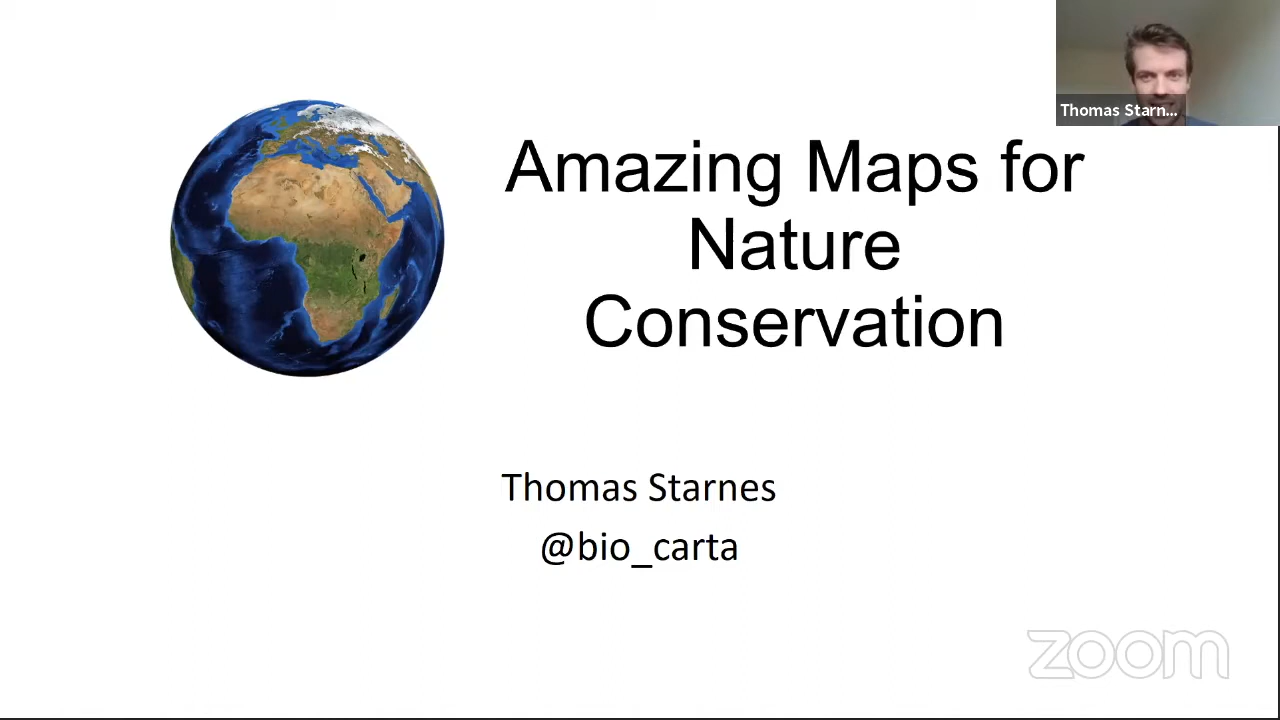 Thomas Starn...
Amazing Maps for
Nature
Conservation
Thomas Starnes
@bio_carta
zoom